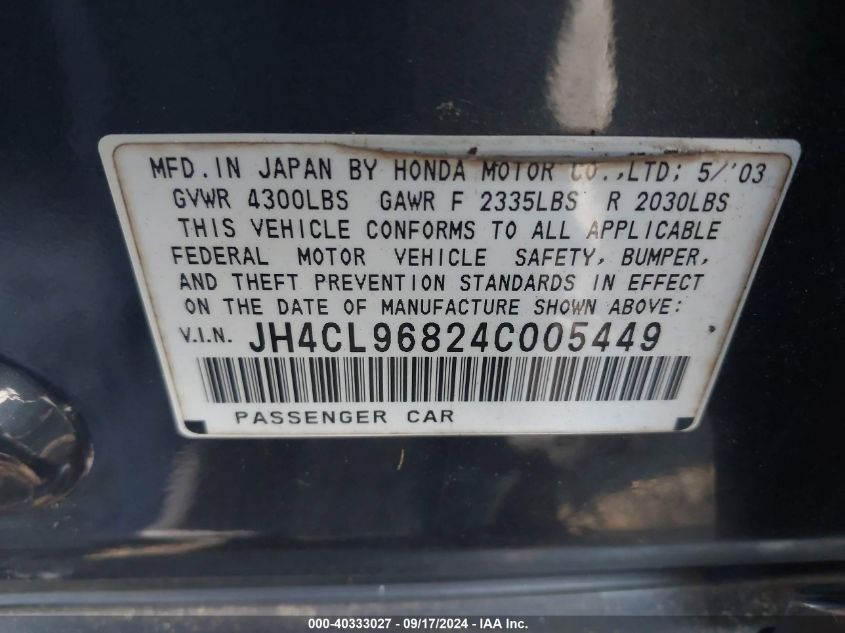 MFD. IN JAPAN BY HONDA MOTOR CO.,LTD; 5/'03
GVWR 4300LBS GAWR F 2335LBS R 2030LBS
THIS VEHICLE CONFORMS TO ALL APPLICABLE
FEDERAL MOTOR VEHICLE SAFETY, BUMPER,
AND THEFT PREVENTION STANDARDS IN EFFECT
ON THE DATE OF MANUFACTURE SHOWN ABOVE:
V.I.N. JH4CL96824C005449
PASSENGER CAR
000-40333027 - 09/17/2024 - IAA Inc.